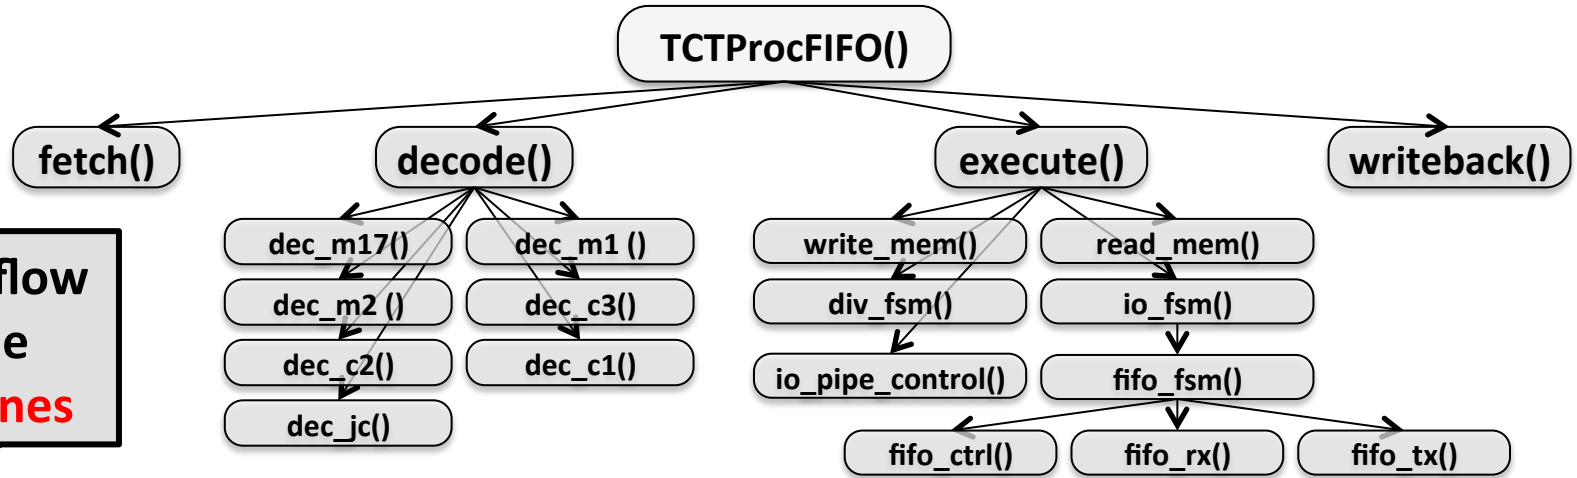 TCTProcFIFO()
fetch()
decode()
execute()
writeback()
dec_m17()
dec_m1 ()
write_mem()
read_mem()
dec_m2 ()
dec_c3()
div_fsm()
io_fsm()
dec_c2()
dec_c1()
io_pipe_control()
fifo_fsm()
dec_jc()
fifo_ctrl()
fifo_rx()
fifo_tx()
flow
e
nes